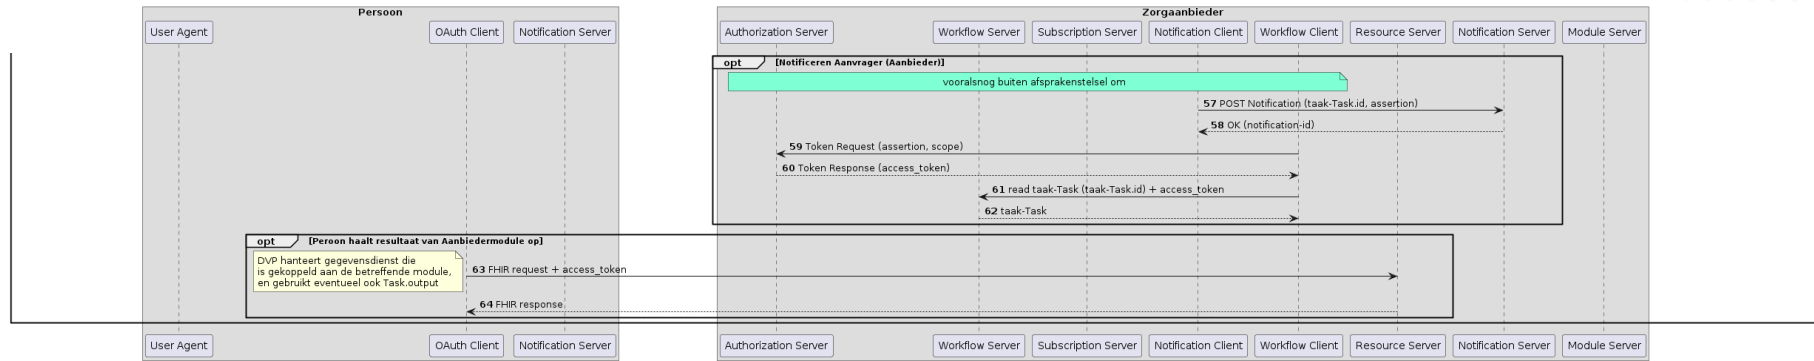 Persoon
Zorgaanbieder
User Agent
OAuth Client
Notification Server
Authorization Server
Workflow Server
Subscription Server
Notification Client
Workflow Client
Resource Server
Notification Server
Module Server
opt [Notificeren Aanvrager (Aanbieder)]
vooralsnog buiten afsprakenstelsel om
57 POST Notification (taak-Task.id, assertion)
58 OK (notification-id)
59 Token Request (assertion, scope)
60 Token Response (access_token)
61 read taak-Task (taak-Task.id) + access_token
62 taak-Task
opt [Peroon haalt resultaat van Aanbiedermodule op]
DVP hanteert gegevensdienst die
is gekoppeld aan de betreffende module,
en gebruikt eventueel ook Task.output
63 FHIR request + access_token
64 FHIR response
User Agent
OAuth Client
Notification Server
Authorization Server
Workflow Server
Subscription Server
Notification Client
Workflow Client
Resource Server
Notification Server
Module Server